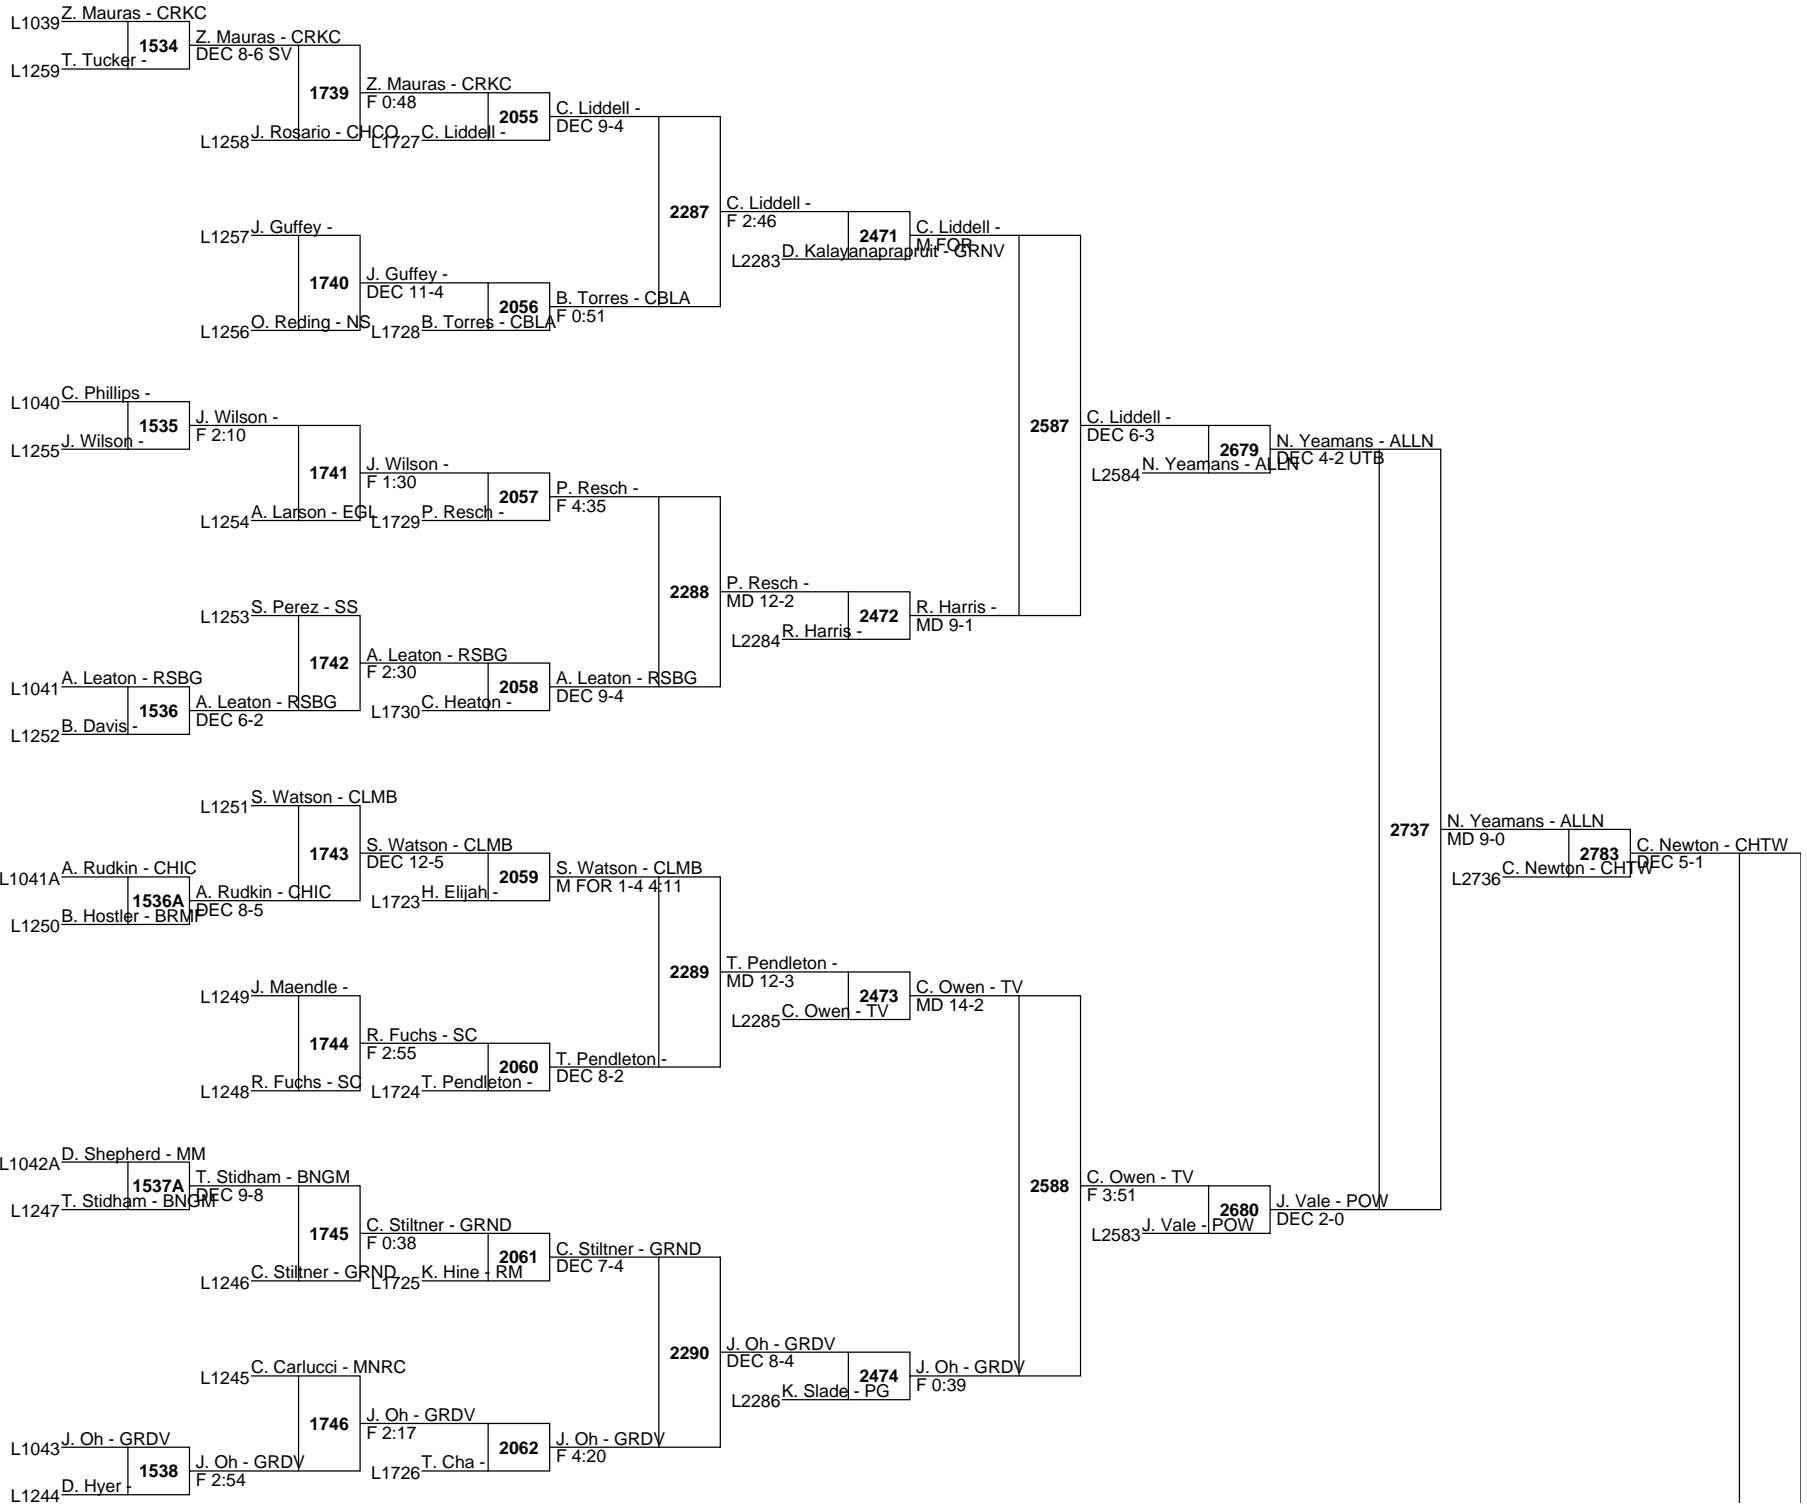 L1039 Z. Mauras - CRKC
1534 Z. Mauras - CRKC
DEC 8-6 SV
L1259 T. Tucker -
1739 Z. Mauras - CRKC
F 0:48
2055 C. Liddell -
DEC 9-4
L1258 J. Rosario - CHCO
L1727 C. Liddell -
2287 C. Liddell -
F 2:46
2471 C. Liddell -
M FOR -
L2283 D. Kalayanaprapruit - GRNV
L1257 J. Guffey -
1740 J. Guffey -
DEC 11-4
2056 B. Torres - CBLA
F 0:51
L1256 O. Reding - NS
L1728 B. Torres - CBLA
L1040 C. Phillips -
1535 J. Wilson -
F 2:10
L1255 J. Wilson -
2587 C. Liddell -
DEC 6-3
2679 N. Yeamans - ALLN
DEC 4-2 UTB
L2584 N. Yeamans - ALLN
1741 J. Wilson -
F 1:30
2057 P. Resch -
F 4:35
L1254 A. Larson - EGL
L1729 P. Resch -
2288 P. Resch -
MD 12-2
2472 R. Harris -
MD 9-1
L2284 R. Harris -
L1253 S. Perez - SS
1742 A. Leaton - RSBG
F 2:30
2058 A. Leaton - RSBG
DEC 9-4
L1041 A. Leaton - RSBG
1536 A. Leaton - RSBG
DEC 6-2
L1730 C. Heaton -
L1252 B. Davis -
L1251 S. Watson - CLMB
2737 N. Yeamans - ALLN
MD 9-0
2783 C. Newton - CHTW
DEC 5-1
L2736 C. Newton - CHTW
1743 S. Watson - CLMB
DEC 12-5
2059 S. Watson - CLMB
M FOR 1-4 4:11
L1041A A. Rudkin - CHIC
1536A A. Rudkin - CHIC
DEC 8-5
L1723 H. Elijah -
L1250 B. Hostler - BRMF
2289 T. Pendleton -
MD 12-3
2473 C. Owen - TV
MD 14-2
L2285 C. Owen - TV
L1249 J. Maendle -
1744 R. Fuchs - SC
F 2:55
2060 T. Pendleton -
DEC 8-2
L1248 R. Fuchs - SC
L1724 T. Pendleton -
L1042A D. Shepherd - MM
1537A T. Stidham - BNGM
DEC 9-8
L1247 T. Stidham - BNGM
2588 C. Owen - TV
F 3:51
2680 J. Vale - POW
DEC 2-0
L2583 J. Vale - POW
1745 C. Stiltner - GRND
F 0:38
2061 C. Stiltner - GRND
DEC 7-4
L1246 C. Stiltner - GRND
L1725 K. Hine - RM
2290 J. Oh - GRDV
DEC 8-4
2474 J. Oh - GRDV
F 0:39
L2286 K. Slade - PG
L1245 C. Carlucci - MNRC
1746 J. Oh - GRDV
F 2:17
2062 J. Oh - GRDV
F 4:20
L1043 J. Oh - GRDV
1538 J. Oh - GRDV
F 2:54
L1726 T. Cha -
L1244 D. Hyer -